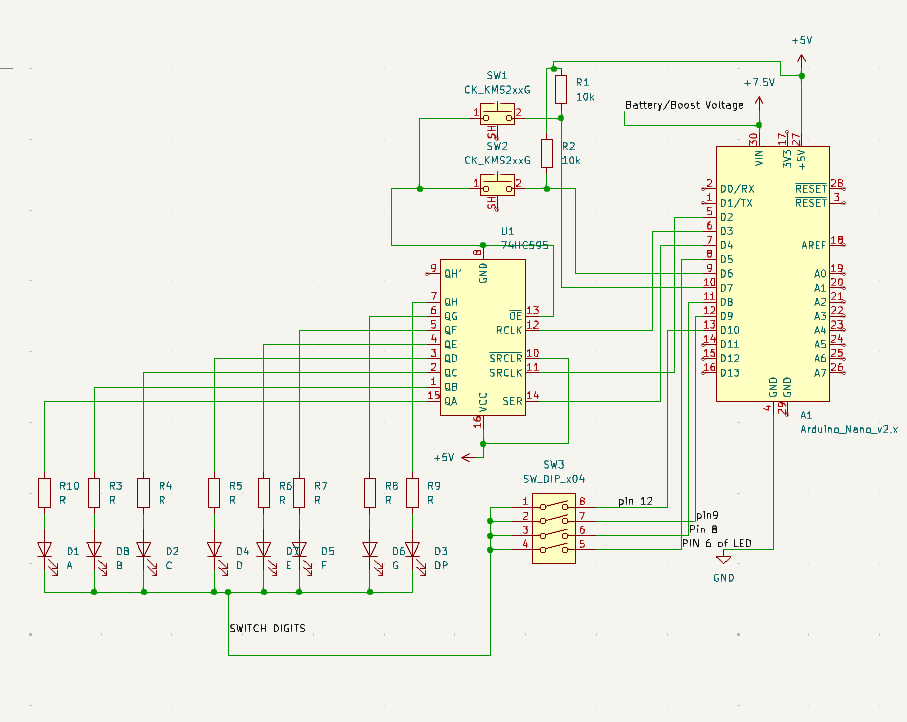 +5V
+7.5V
Battery/Boost Voltage
SW1
CK_KMS2xxG
1 2
SH
R1
10k
SW2
CK_KMS2xxG
1 2
SH
R2
10k
30 17 27
VIN 3V3 +5V
2 D0/RX RESET 28
1 D1/TX RESET 3
5 D2
6 D3
7 D4 AREF 18
8 D5
9 D6 A0 19
10 D7 A1 20
11 D8 A2 21
12 D9 A3 22
13 D10 A4 23
14 D11 A5 24
15 D12 A6 25
16 D13 A7 26
GND GND
4 29
A1
Arduino_Nano_v2.x
U1
74HC595
8
GND
9 QH'
7 QH
6 QG OE 13
5 QF RCLK 12
4 QE
3 QD SRCLR 10
2 QC SRCLK 11
1 QB
15 QA SER 14
VCC
16
+5V
SW3
SW_DIP_x04
1 8
2 7
3 6
4 5
pin 12
pin9
Pin 8
PIN 6 of LED
GND
R10 R3 R4 R5 R6 R7 R8 R9
R R R R R R R R
D1 D8 D2 D4 D7 D5 D6 D3
A B C D E F G DP
SWITCH DIGITS